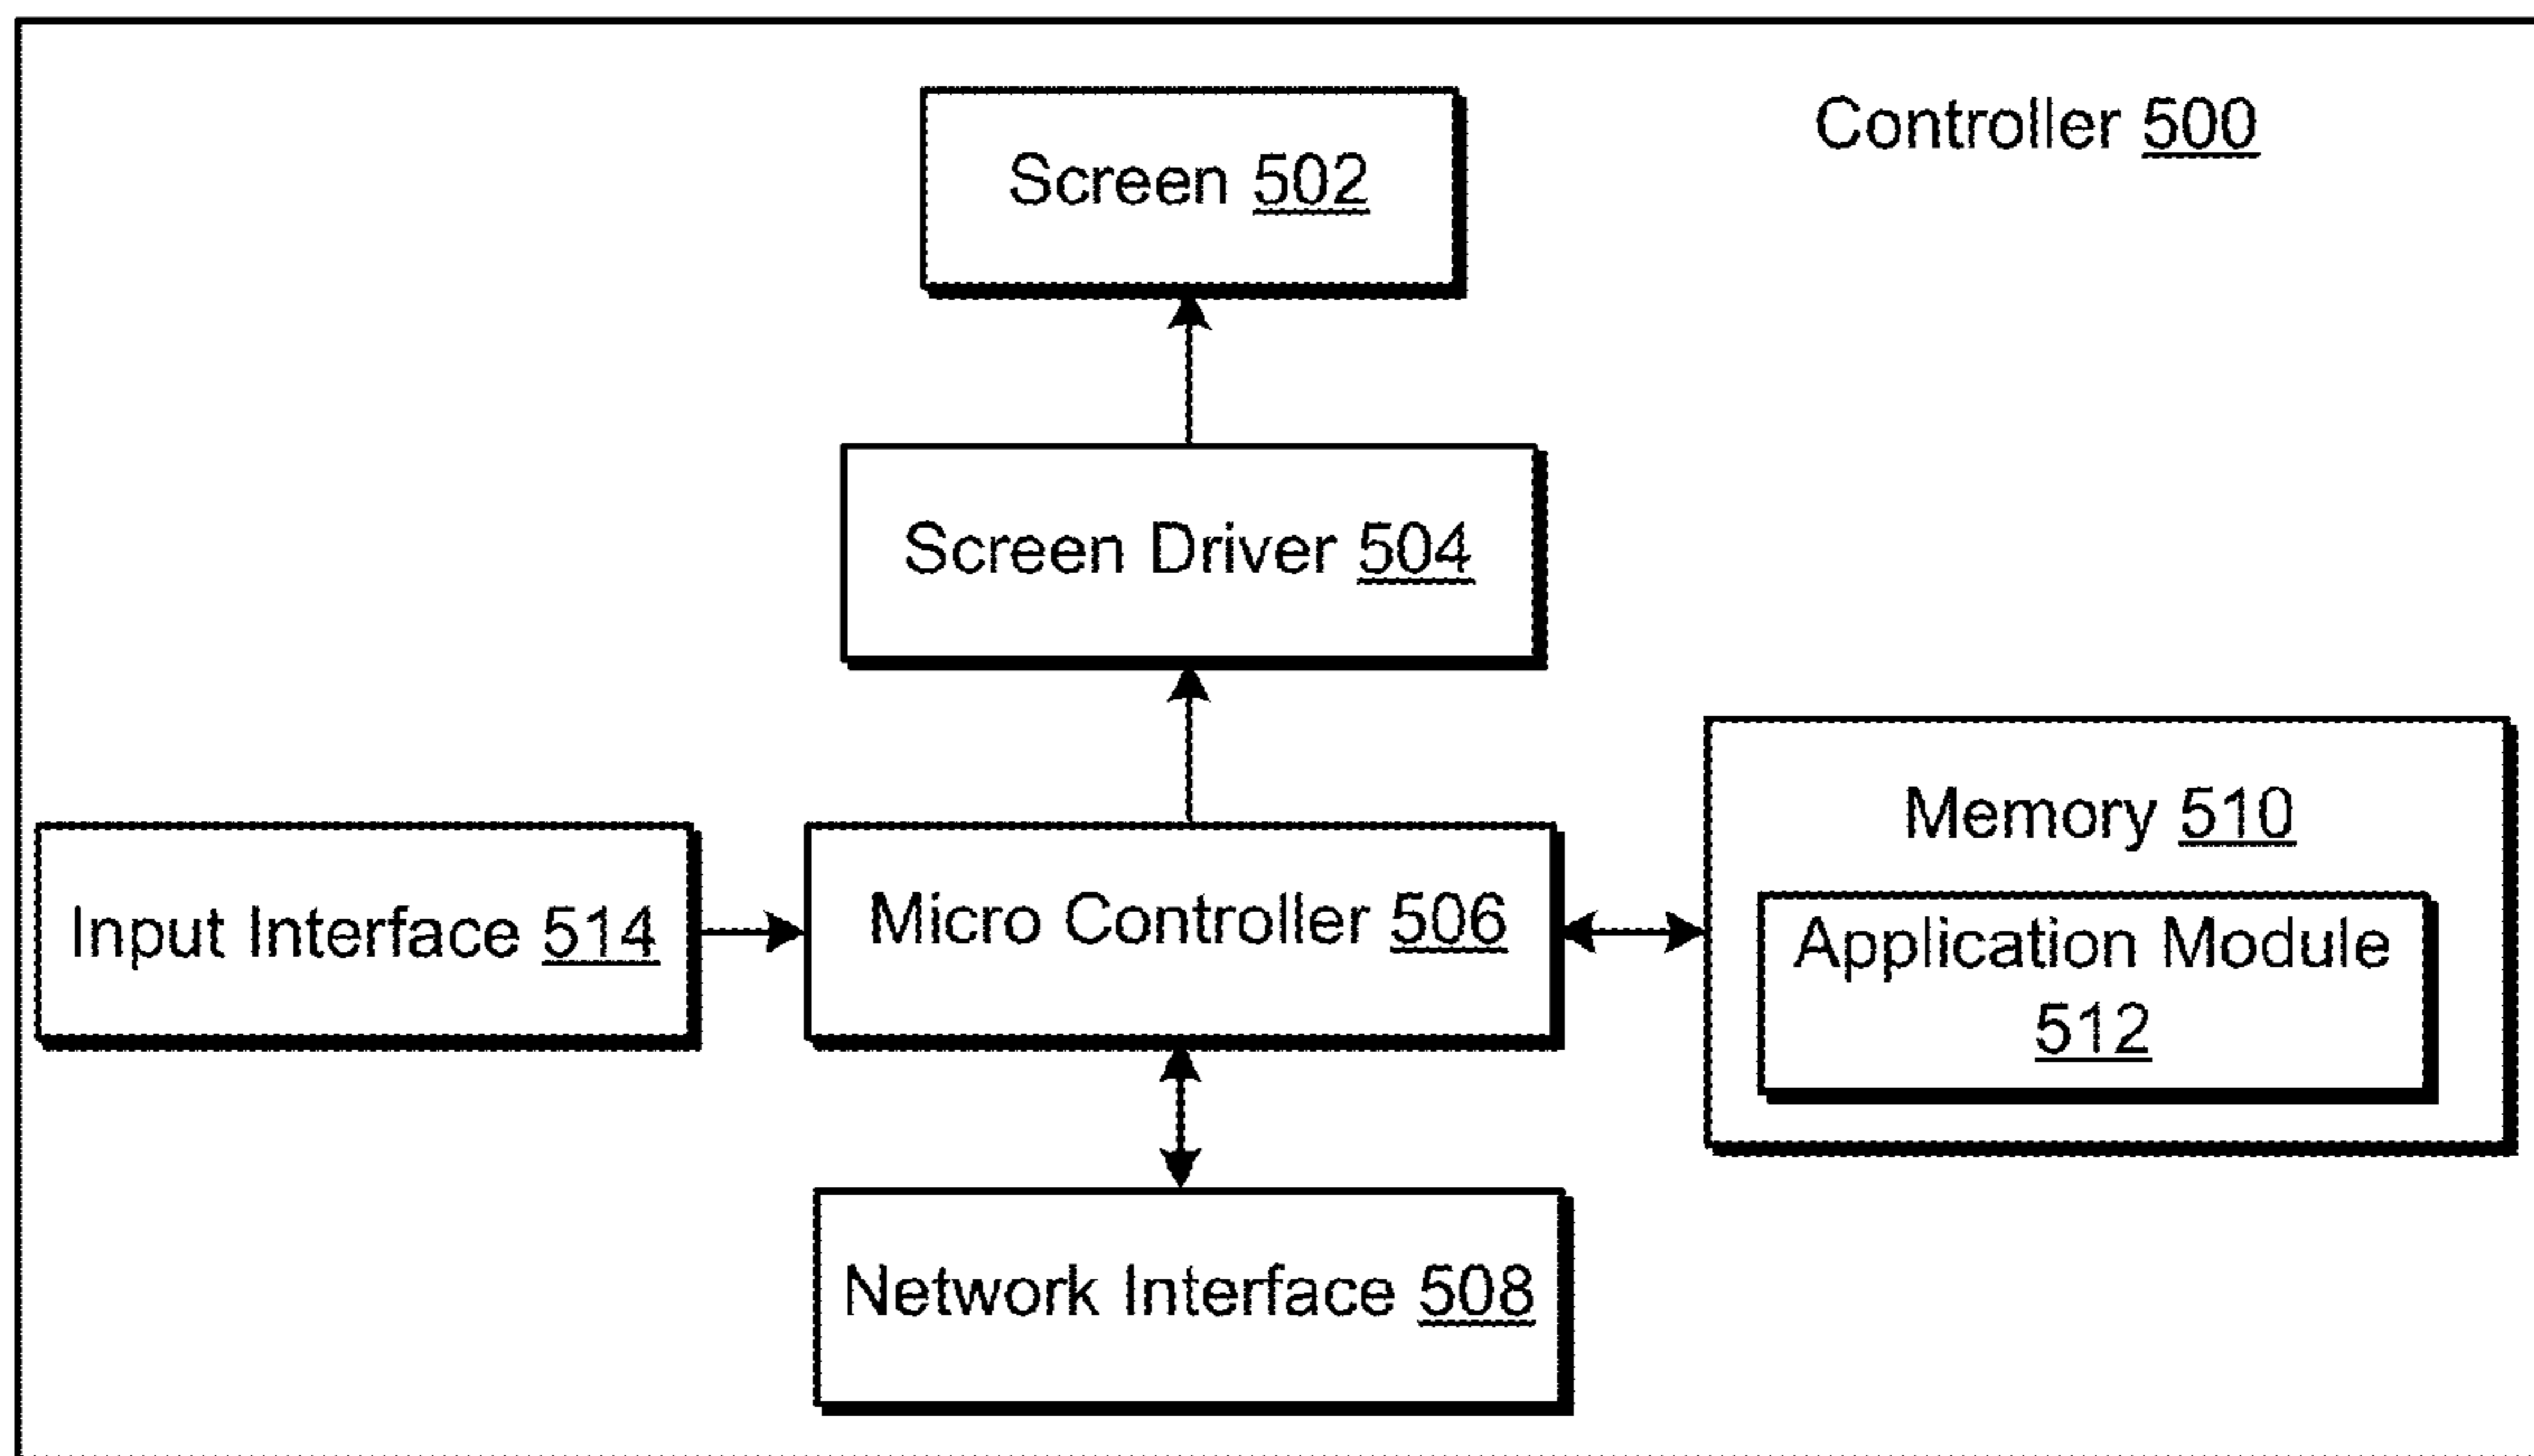 Controller 500
Screen 502
Screen Driver 504
Memory 510
Input Interface 514
Micro Controller 506
Application Module
512
Network Interface 508